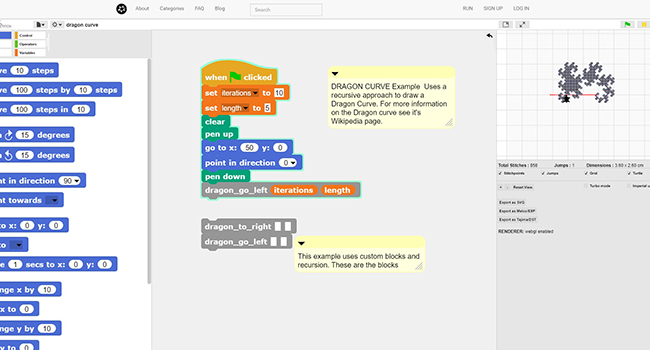 About Categories FAQ Blog Search RUN SIGN UP LOG IN
dragon curve
Control
Operators
Variables
10 steps
100 steps by 10 steps
100 steps in 10
15 degrees
15 degrees
nt in direction 90
nt towards
to x: 0 y: 0
to
1 secs to x: 0 y: 0
nge x by 10
x to 0
nge y by 10
y to 0
when clicked
set iterations to 10
set length to 5
clear
pen up
go to x: 50 y: 0
point in direction 0
pen down
dragon_go_left iterations length
dragon_to_right
dragon_go_left
DRAGON CURVE Example Uses a
recursive approach to draw a
Dragon Curve. For more information
on the Dragon curve see it's
Wikipedia page.
This example uses custom blocks and
recursion. These are the blocks
Total Stitches : 858 Jumps : 1 Dimensions : 3.60 x 2.60 cm
Stitchpoints Jumps Grid Turtle
Reset View Turbo mode Imperial u
Export as SVG
Export as Melco/EXP
Export as Tajima/DST
RENDERER: webgl enabled